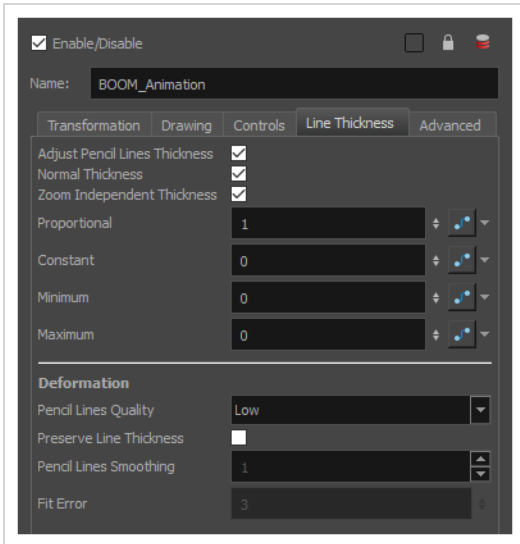 Enable/Disable
Name: BOOM_Animation
Transformation Drawing Controls Line Thickness Advanced
Adjust Pencil Lines Thickness
Normal Thickness
Zoom Independent Thickness
Proportional 1
Constant 0
Minimum 0
Maximum 0
Deformation
Pencil Lines Quality Low
Preserve Line Thickness
Pencil Lines Smoothing 1
Fit Error 3